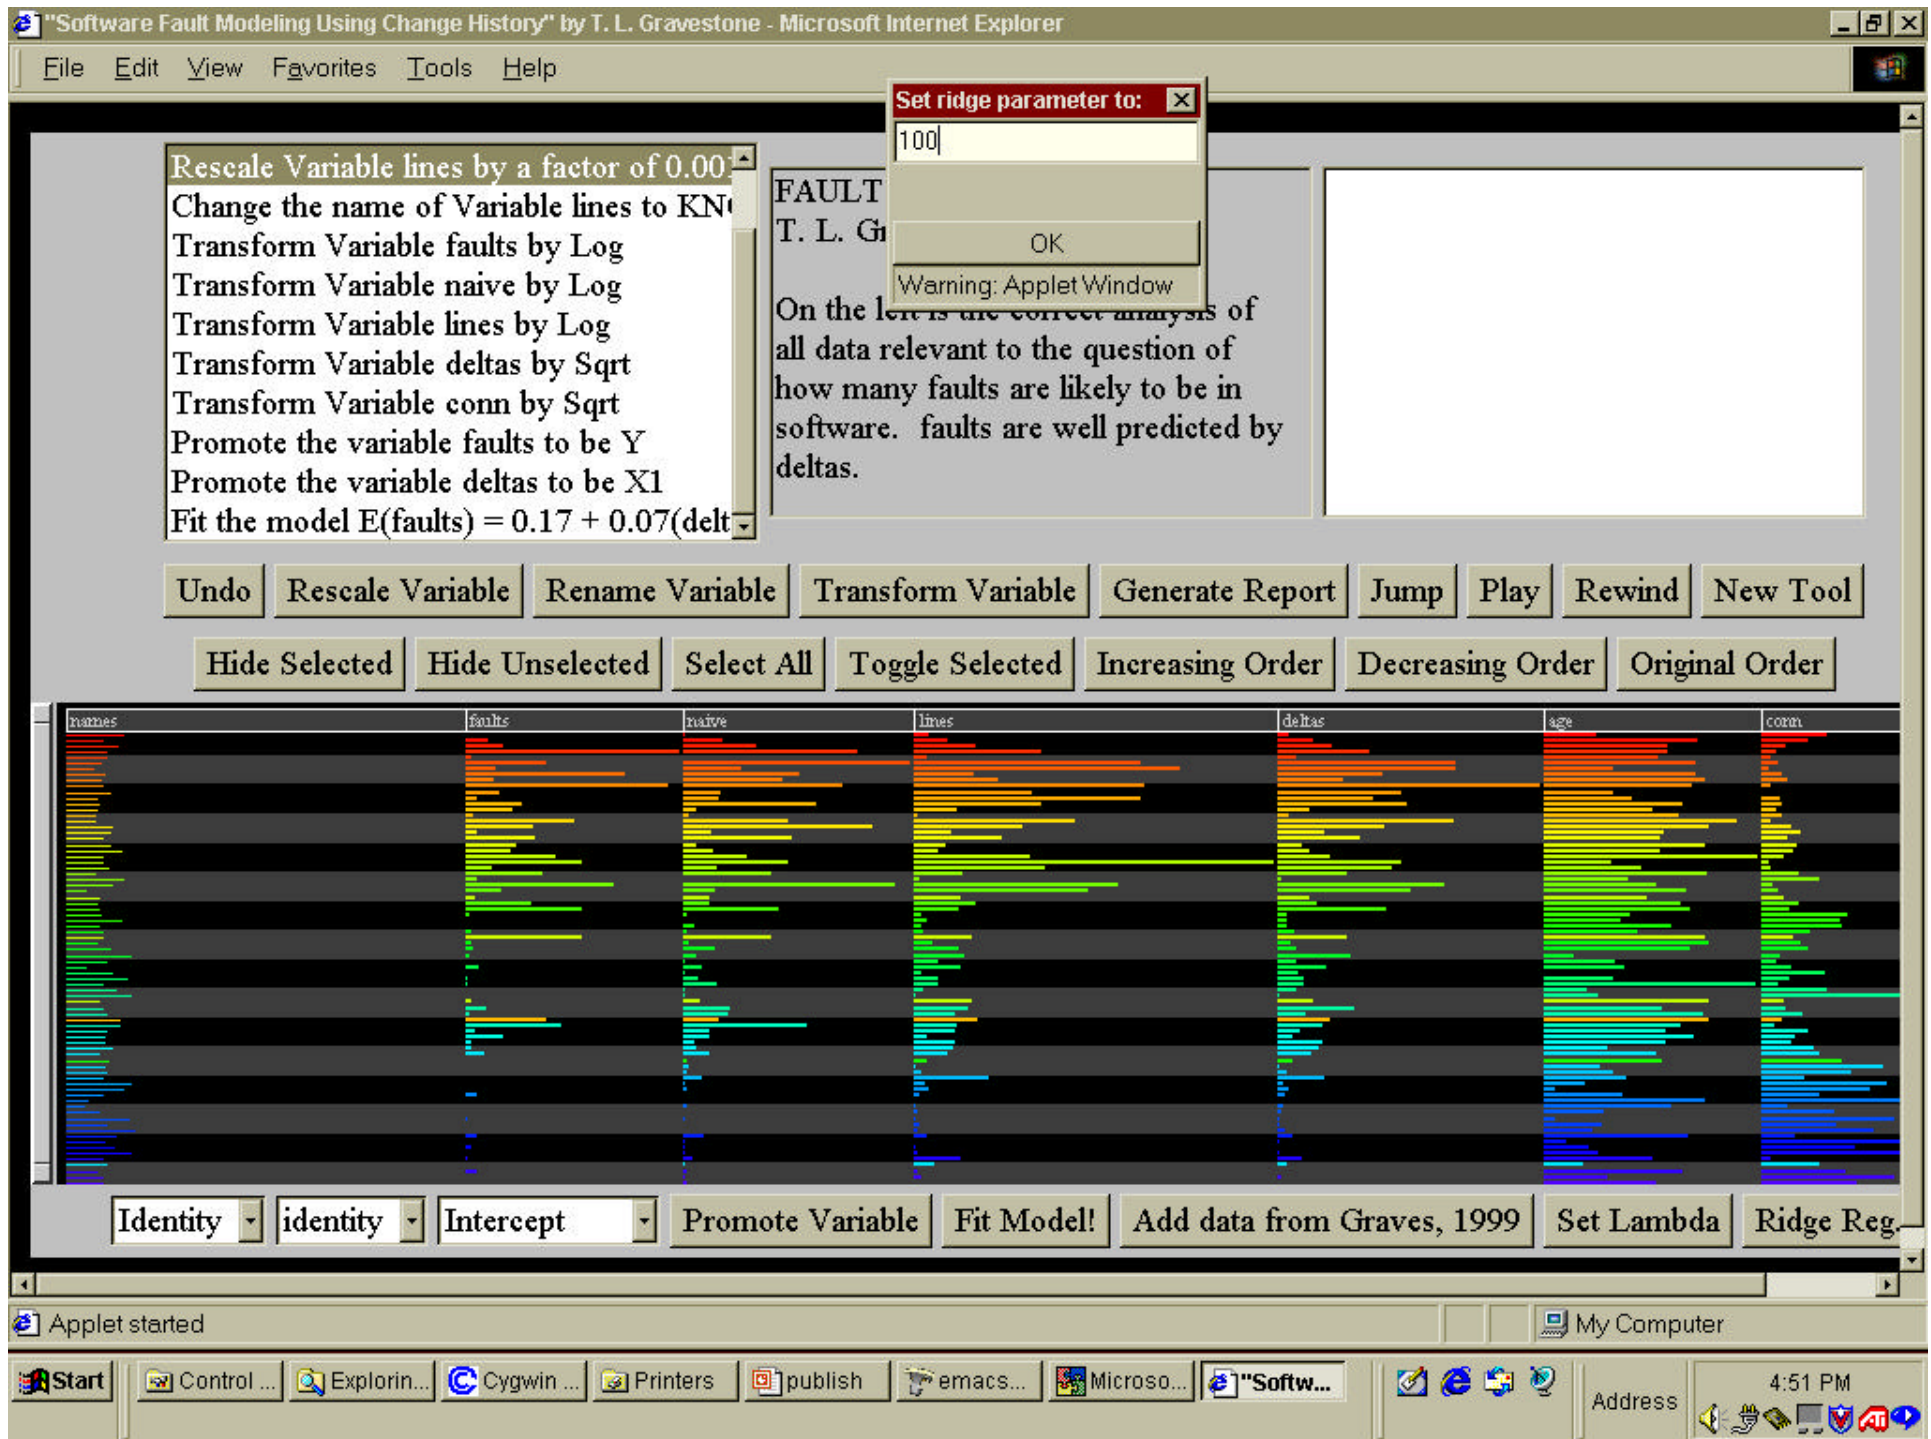 "Software Fault Modeling Using Change History" by T. L. Gravestone - Microsoft Internet Explorer
File Edit View Favorites Tools Help
Set ridge parameter to:
100
OK
Warning: Applet Window
Rescale Variable lines by a factor of 0.00
Change the name of Variable lines to KN
Transform Variable faults by Log
Transform Variable naive by Log
Transform Variable lines by Log
Transform Variable deltas by Sqrt
Transform Variable conn by Sqrt
Promote the variable faults to be Y
Promote the variable deltas to be X1
Fit the model E(faults) = 0.17 + 0.07(delt
FAULT
T. L. G
On the left is the correct analysis of
all data relevant to the question of
how many faults are likely to be in
software. faults are well predicted by
deltas.
Undo Rescale Variable Rename Variable Transform Variable Generate Report Jump Play Rewind New Tool
Hide Selected Hide Unselected Select All Toggle Selected Increasing Order Decreasing Order Original Order
names faults naive lines deltas age conn
Identity identity Intercept Promote Variable Fit Model! Add data from Graves, 1999 Set Lambda Ridge Reg.
Applet started My Computer
Start Control ... Explorin... Cygwin ... Printers publish emacs... Microso... "Softw... Address 4:51 PM